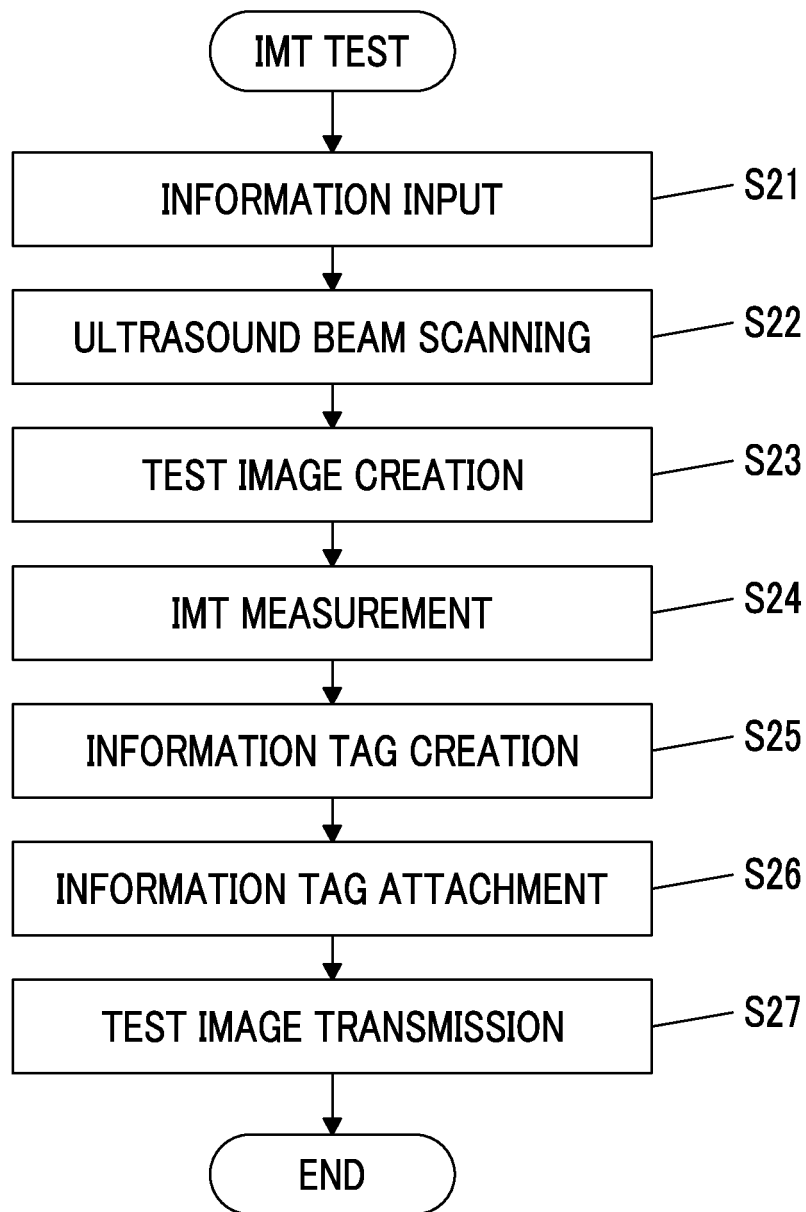 IMT TEST
INFORMATION INPUT
S21
ULTRASOUND BEAM SCANNING
S22
TEST IMAGE CREATION
S23
IMT MEASUREMENT
S24
INFORMATION TAG CREATION
S25
INFORMATION TAG ATTACHMENT
S26
TEST IMAGE TRANSMISSION
S27
END